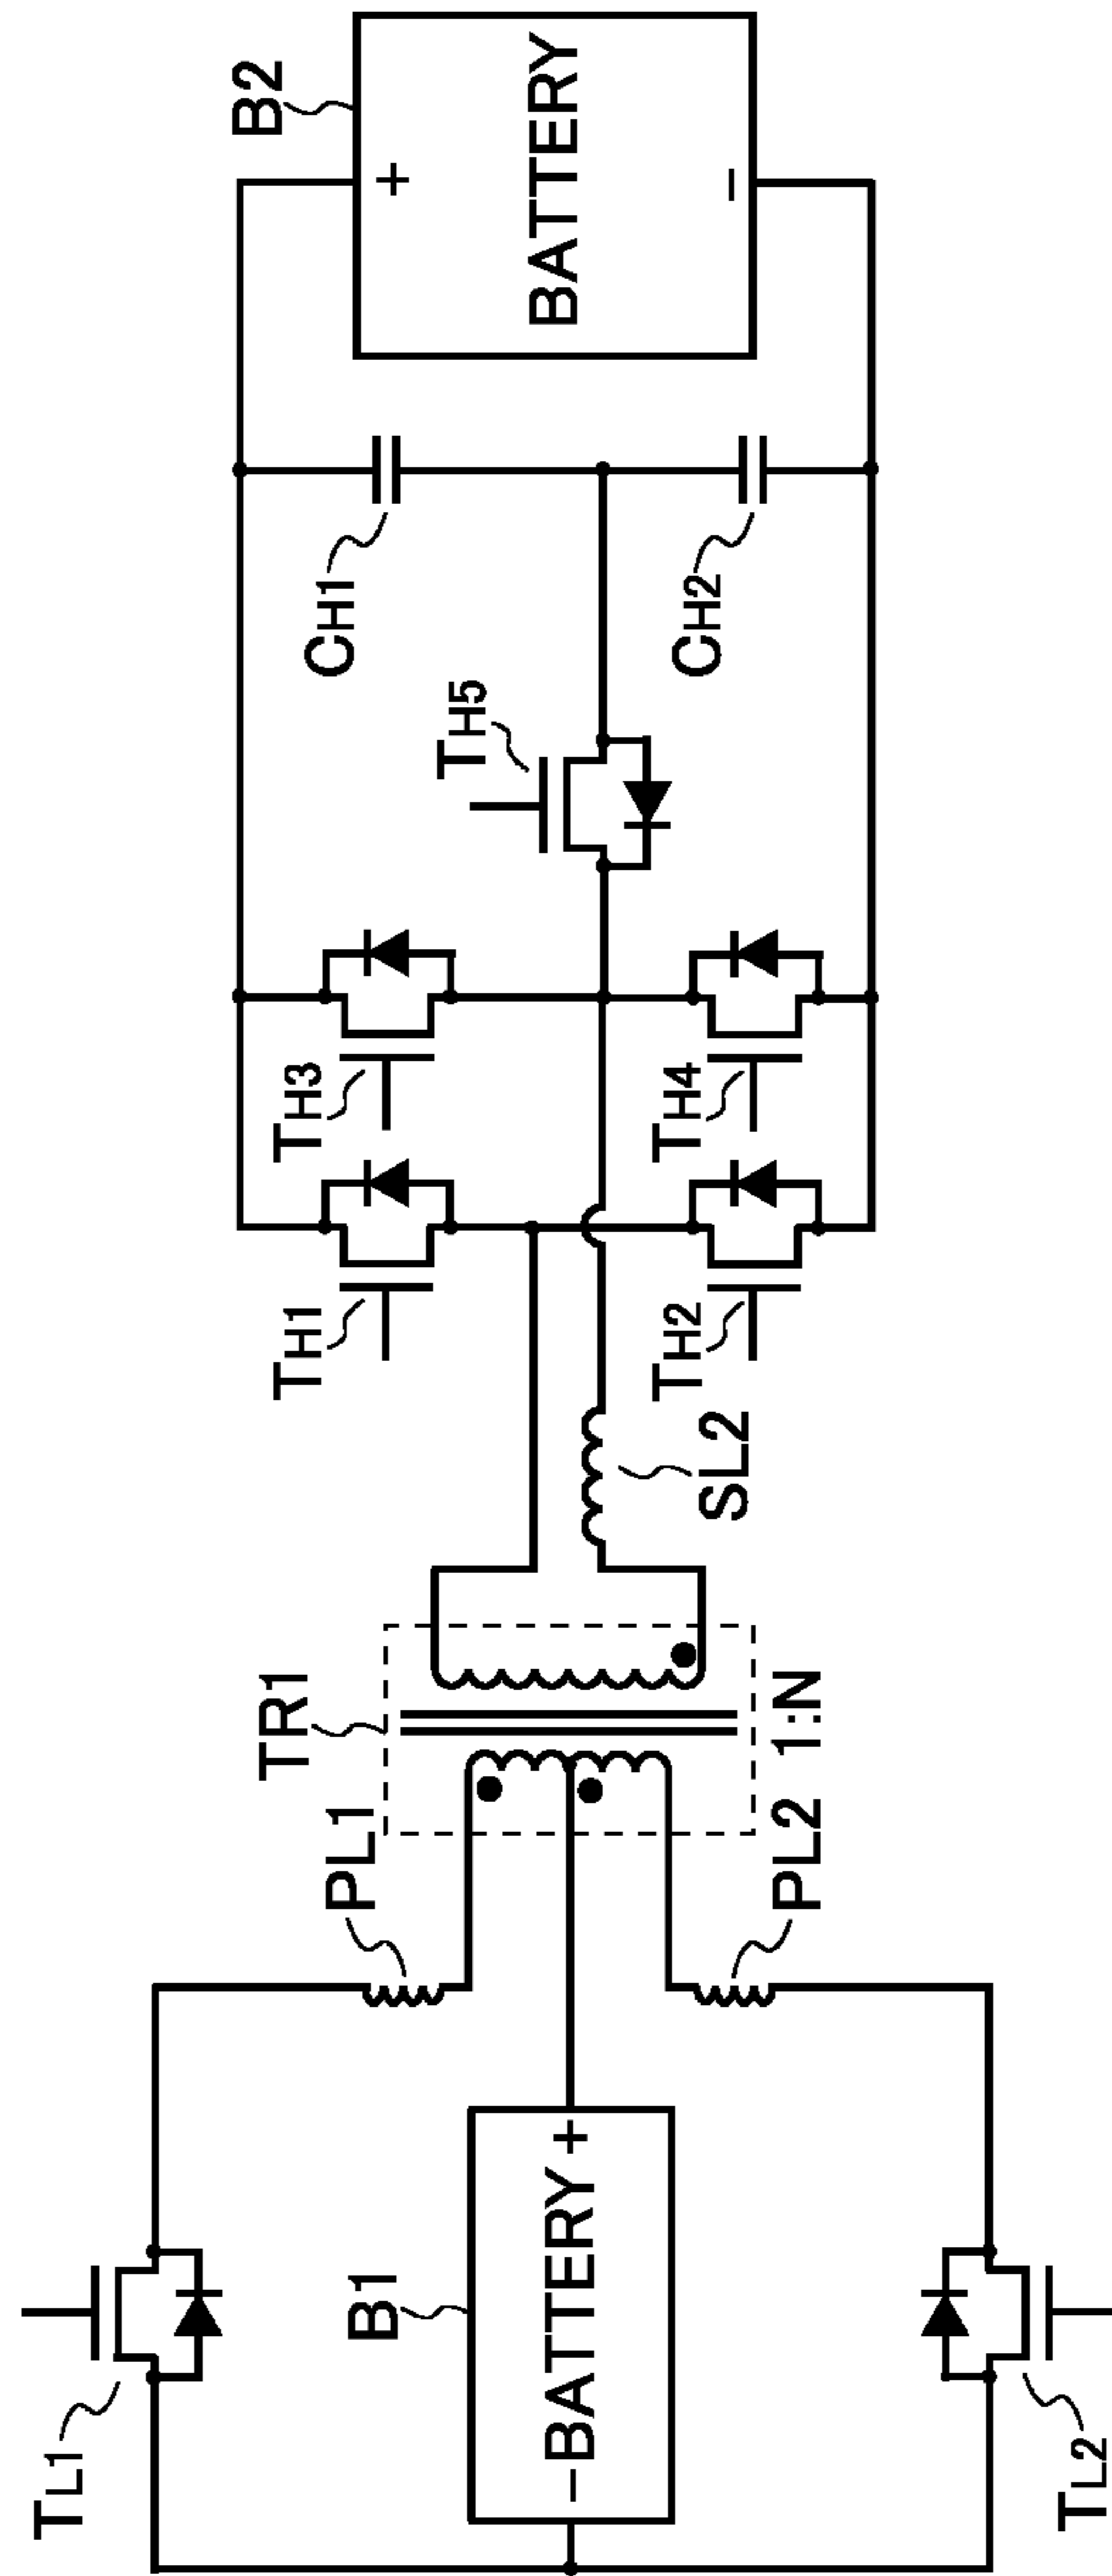 B2
+
BATTERY
−
CH1
CH2
TH5
TH3
TH4
TH1
TH2
SL2
TR1
1:N
PL1
PL2
B1
−BATTERY+
TL1
TL2